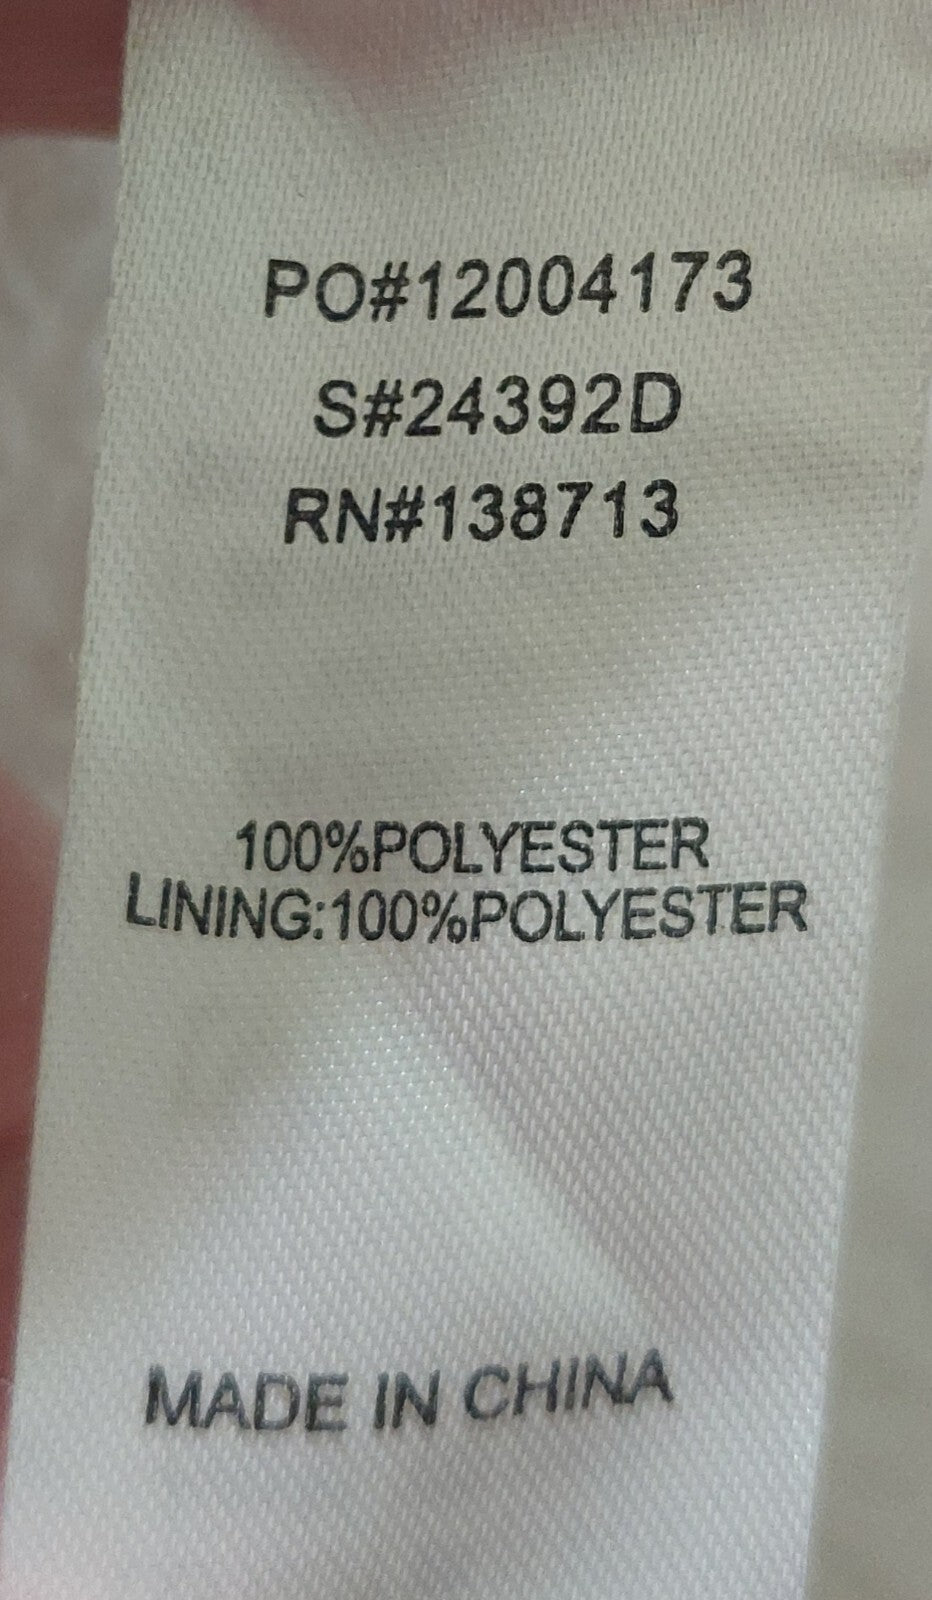 PO#12004173
S#24392D
RN#138713
100%POLYESTER
LINING:100%POLYESTER
MADE IN CHINA